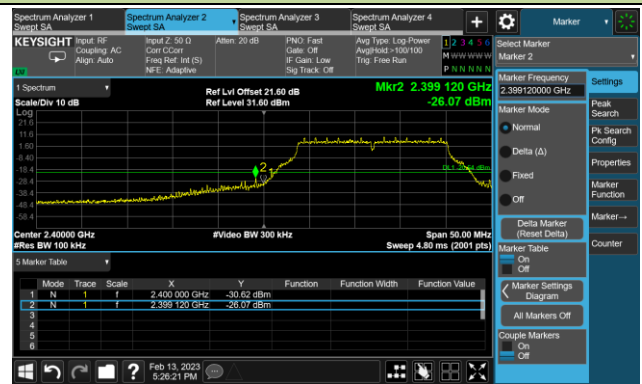 Spectrum Analyzer 1
Swept SA
Spectrum Analyzer 2
Swept SA
Spectrum Analyzer 3
Swept SA
Spectrum Analyzer 4
Swept SA
+
Marker
KEYSIGHT
Input: RF
Coupling: AC
Align: Auto
Input Z: 50 Ω
Corr CCorr
Freq Ref: Int (S)
NFE: Adaptive
Atten: 20 dB
PNO: Fast
Gate: Off
IF Gain: Low
Sig Track: Off
Avg Type: Log-Power
Avg|Hold:>100/100
Trig: Free Run
1 2 3 4 5 6
M W W W W W
P N N N N N
LW
Select Marker
Marker 2
1 Spectrum
Scale/Div 10 dB
Log
Ref Lvl Offset 21.60 dB
Ref Level 31.60 dBm
Mkr2 2.399 120 GHz
-26.07 dBm
21.6
11.6
1.60
-8.40
-18.4
-28.4
-38.4
-48.4
-58.4
2
1
Center 2.40000 GHz
#Res BW 100 kHz
#Video BW 300 kHz
Span 50.00 MHz
Sweep 4.80 ms (2001 pts)
5 Marker Table
Mode Trace Scale X Y Function Function Width Function Value
1 N 1 f 2.400 000 GHz -30.62 dBm
2 N 1 f 2.399 120 GHz -26.07 dBm
3
4
5
6
Marker Frequency
2.399120000 GHz
Marker Mode
Normal
Delta (Δ)
Fixed
Off
Delta Marker
(Reset Delta)
Marker Table
On
Off
Marker Settings
Diagram
All Markers Off
Couple Markers
On
Off
Settings
Peak
Search
Pk Search
Config
Properties
Marker
Function
Marker→
Counter
?
Feb 13, 2023
5:26:21 PM